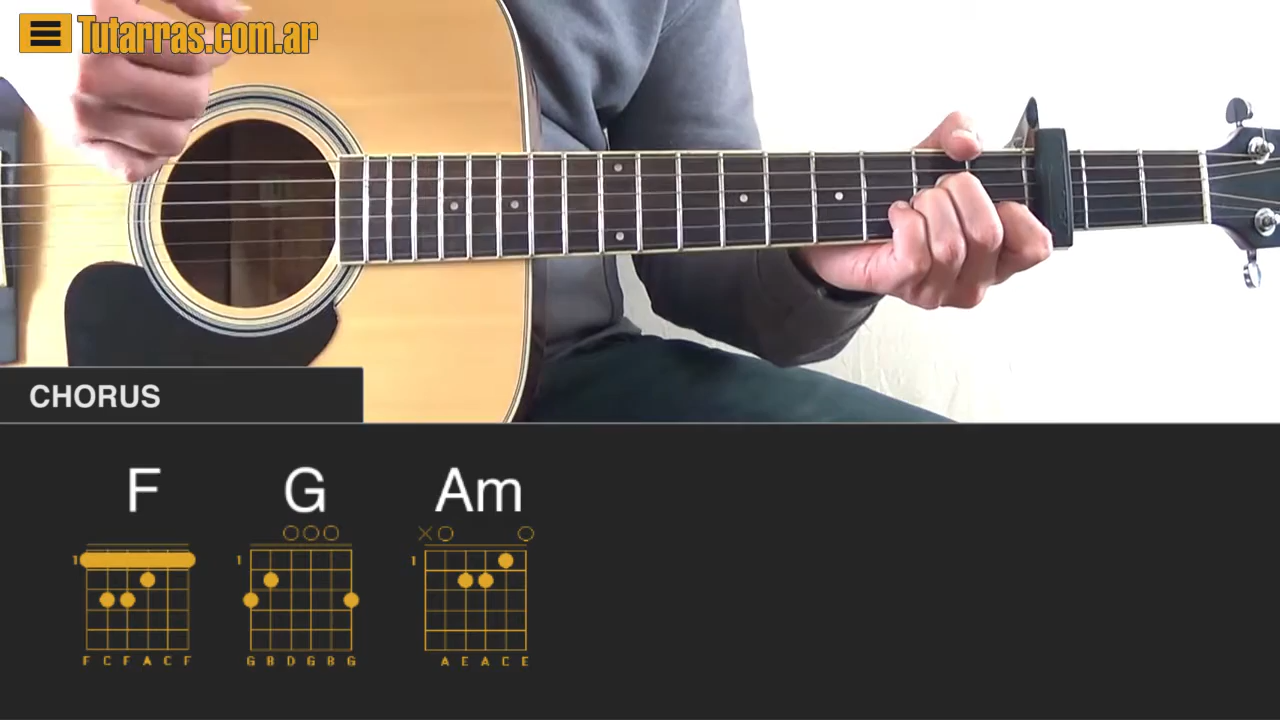 Tutarras.com.ar
CHORUS
F G Am
1 1 1
F C F A C F G B D G B G A E A C E